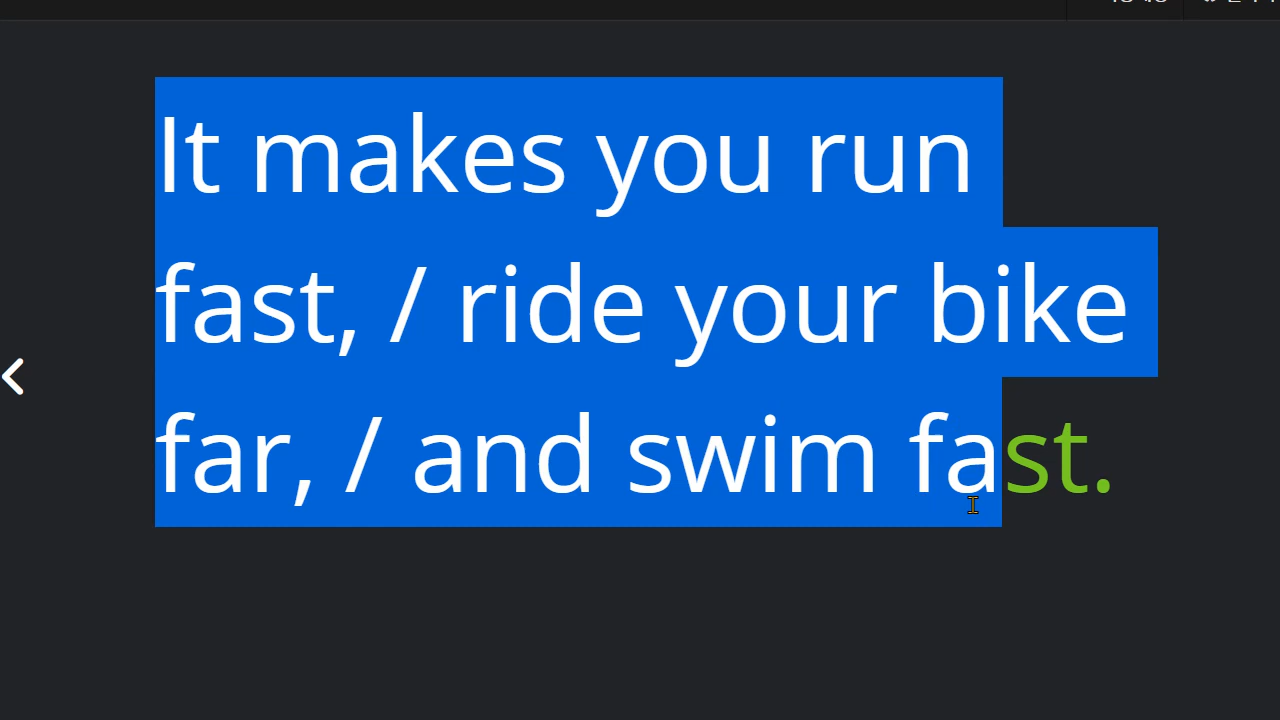 It makes you run
fast, / ride your bike
far, / and swim fast.